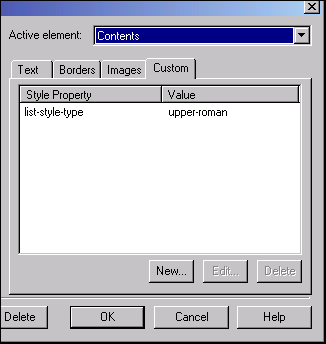 Active element: Contents
Text Borders Images Custom
Style Property Value
list-style-type upper-roman
New... Edit... Delete
Delete OK Cancel Help